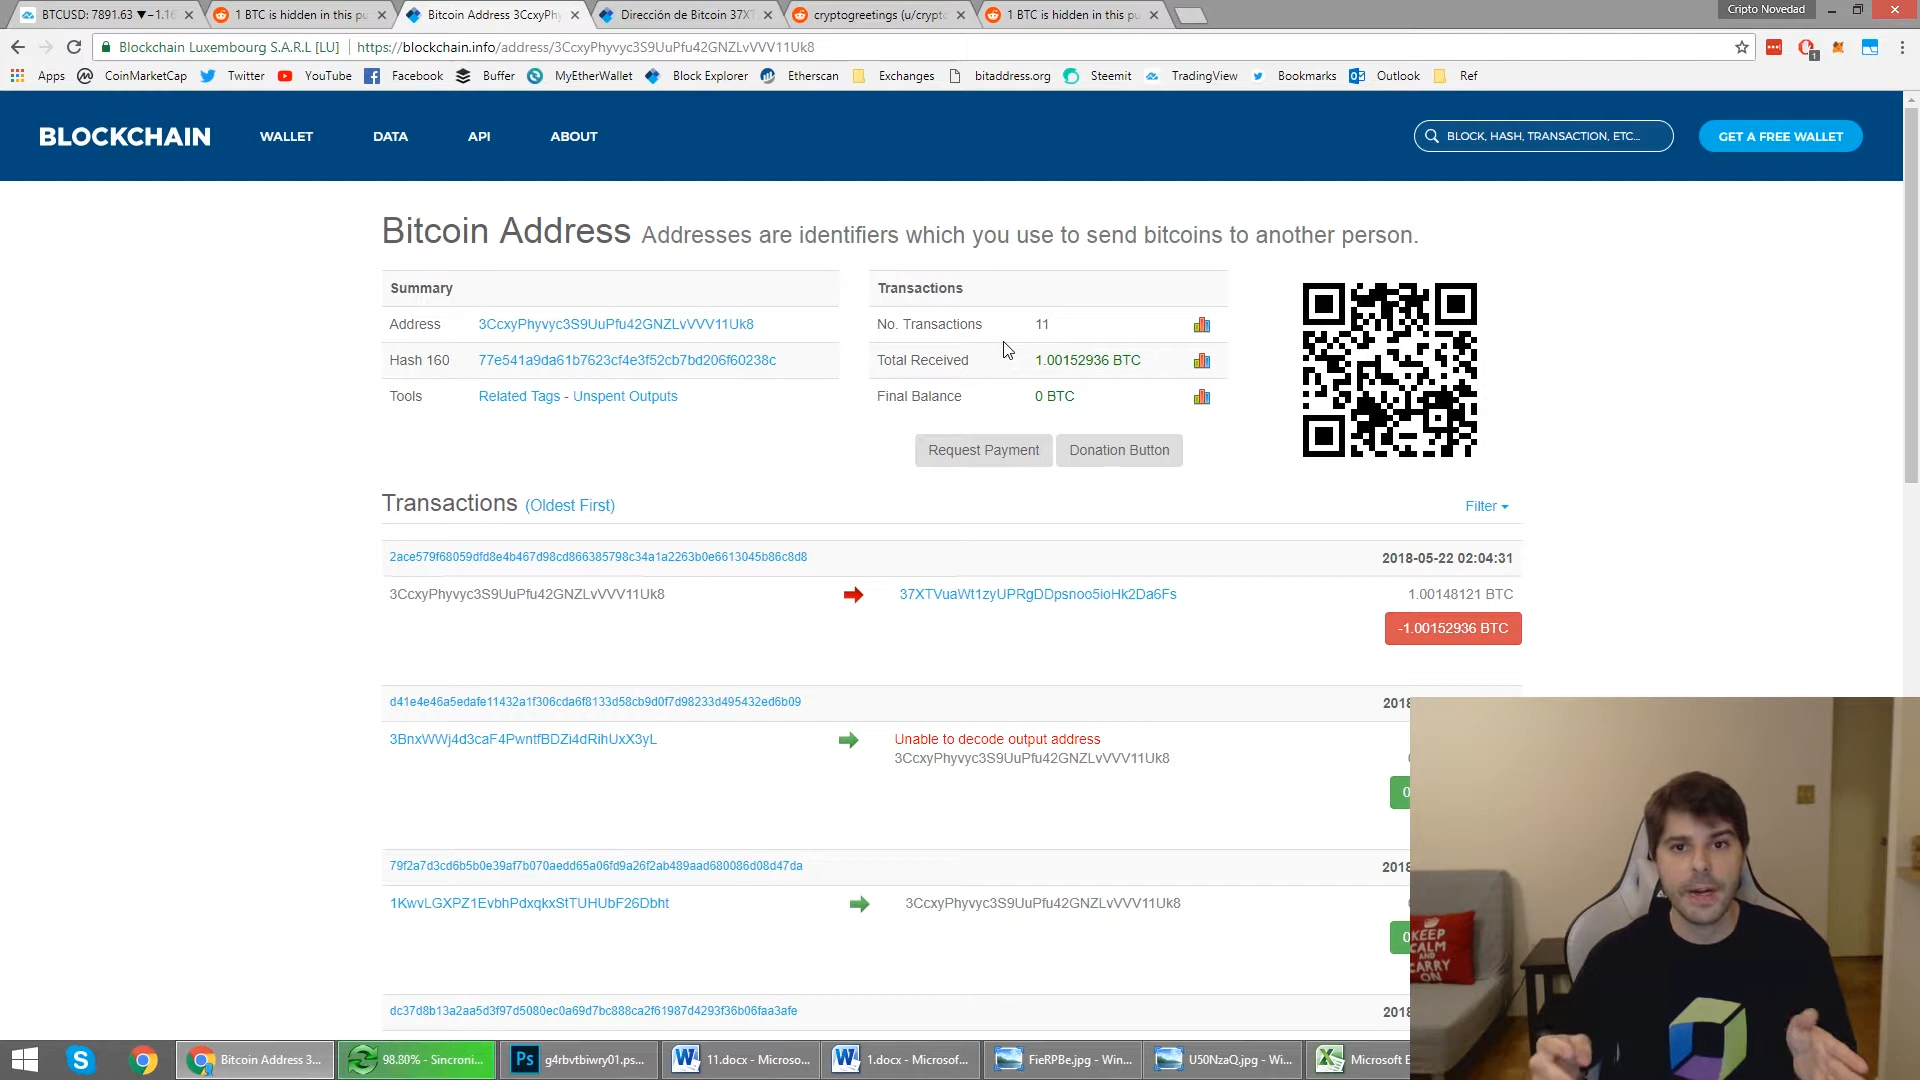 BTCUSD: 7891.63 ▼−1.16
1 BTC is hidden in this pu
Bitcoin Address 3CcxyPhy
Dirección de Bitcoin 37XT
cryptogreetings (u/crypto
1 BTC is hidden in this pu
Cripto Novedad
Blockchain Luxembourg S.A.R.L [LU]
https://blockchain.info/address/3CcxyPhyvyc3S9UuPfu42GNZLvVVV11Uk8
1
Apps CoinMarketCap Twitter YouTube Facebook Buffer MyEtherWallet Block Explorer Etherscan Exchanges bitaddress.org Steemit TradingView Bookmarks Outlook Ref
BLOCKCHAIN WALLET DATA API ABOUT BLOCK, HASH, TRANSACTION, ETC... GET A FREE WALLET
Bitcoin Address Addresses are identifiers which you use to send bitcoins to another person.
Summary
Address 3CcxyPhyvyc3S9UuPfu42GNZLvVVV11Uk8
Hash 160 77e541a9da61b7623cf4e3f52cb7bd206f60238c
Tools Related Tags - Unspent Outputs
Transactions
No. Transactions 11
Total Received 1.00152936 BTC
Final Balance 0 BTC
Request Payment Donation Button
Transactions (Oldest First) Filter
2ace579f68059dfd8e4b467d98cd866385798c34a1a2263b0e6613045b86c8d8 2018-05-22 02:04:31
3CcxyPhyvyc3S9UuPfu42GNZLvVVV11Uk8 37XTVuaWt1zyUPRgDDpsnoo5ioHk2Da6Fs 1.00148121 BTC
-1.00152936 BTC
d41e4e46a5edafe11432a1f306cda6f8133d58cb9d0f7d98233d495432ed6b09 2018
3BnxWWj4d3caF4PwntfBDZi4dRihUxX3yL Unable to decode output address
3CcxyPhyvyc3S9UuPfu42GNZLvVVV11Uk8
0
79f2a7d3cd6b5b0e39af7b070aedd65a06fd9a26f2ab489aad680086d08d47da 2018
1KwvLGXPZ1EvbhPdxqkxStTUHUbF26Dbht 3CcxyPhyvyc3S9UuPfu42GNZLvVVV11Uk8
0
KEEP
CALM
AND
CARRY
ON
dc37d8b13a2aa5d3f97d5080ec0a69d7bc888ca2f61987d4293f36b06faa3afe 2018
Bitcoin Address 3...
98.80% - Sincroni...
g4rbvtbiwry01.ps...
11.docx - Microso...
1.docx - Microsof...
FieRPBe.jpg - Win...
U50NzaQ.jpg - Wi...
Microsoft E